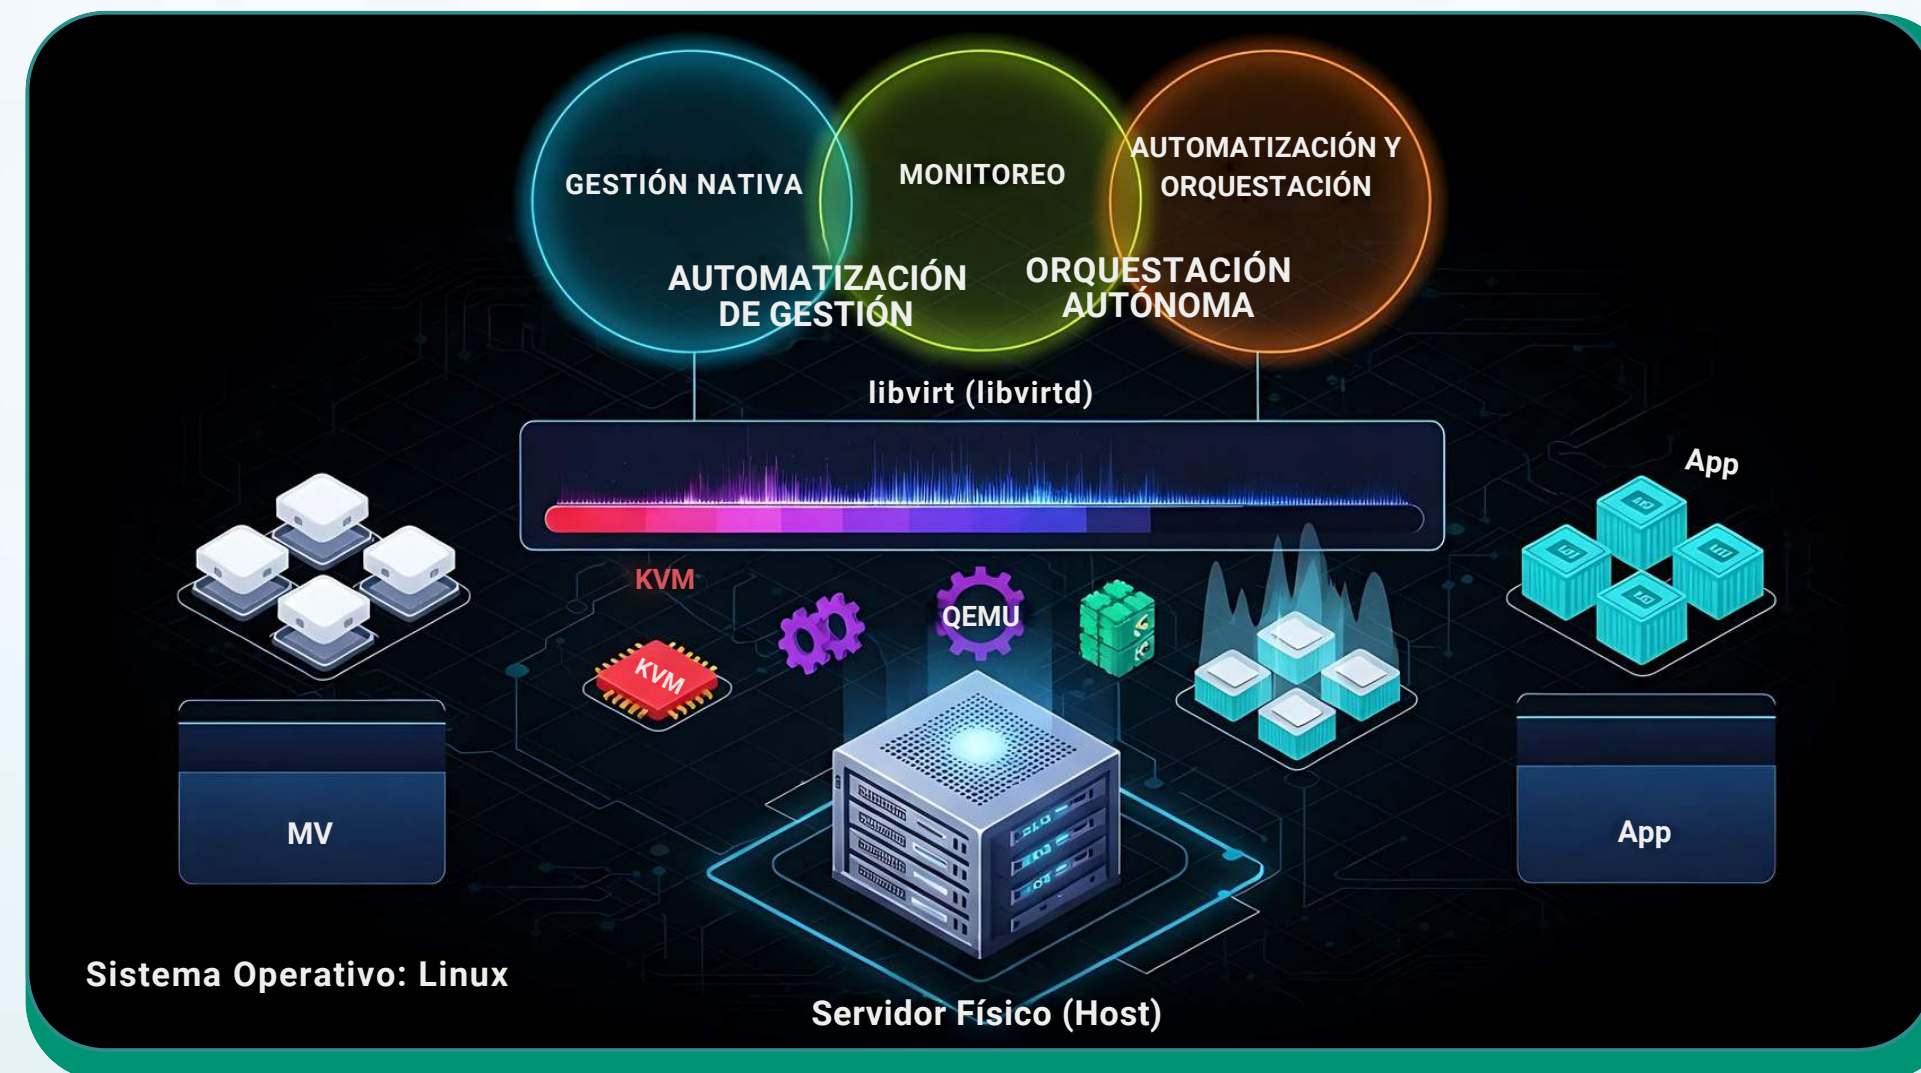 GESTIÓN NATIVA
MONITOREO
AUTOMATIZACIÓN Y
ORQUESTACIÓN
AUTOMATIZACIÓN
DE GESTIÓN
ORQUESTACIÓN
AUTÓNOMA
libvirt (libvirtd)
App
KVM
QEMU
KVM
MV
App
Sistema Operativo: Linux
Servidor Físico (Host)